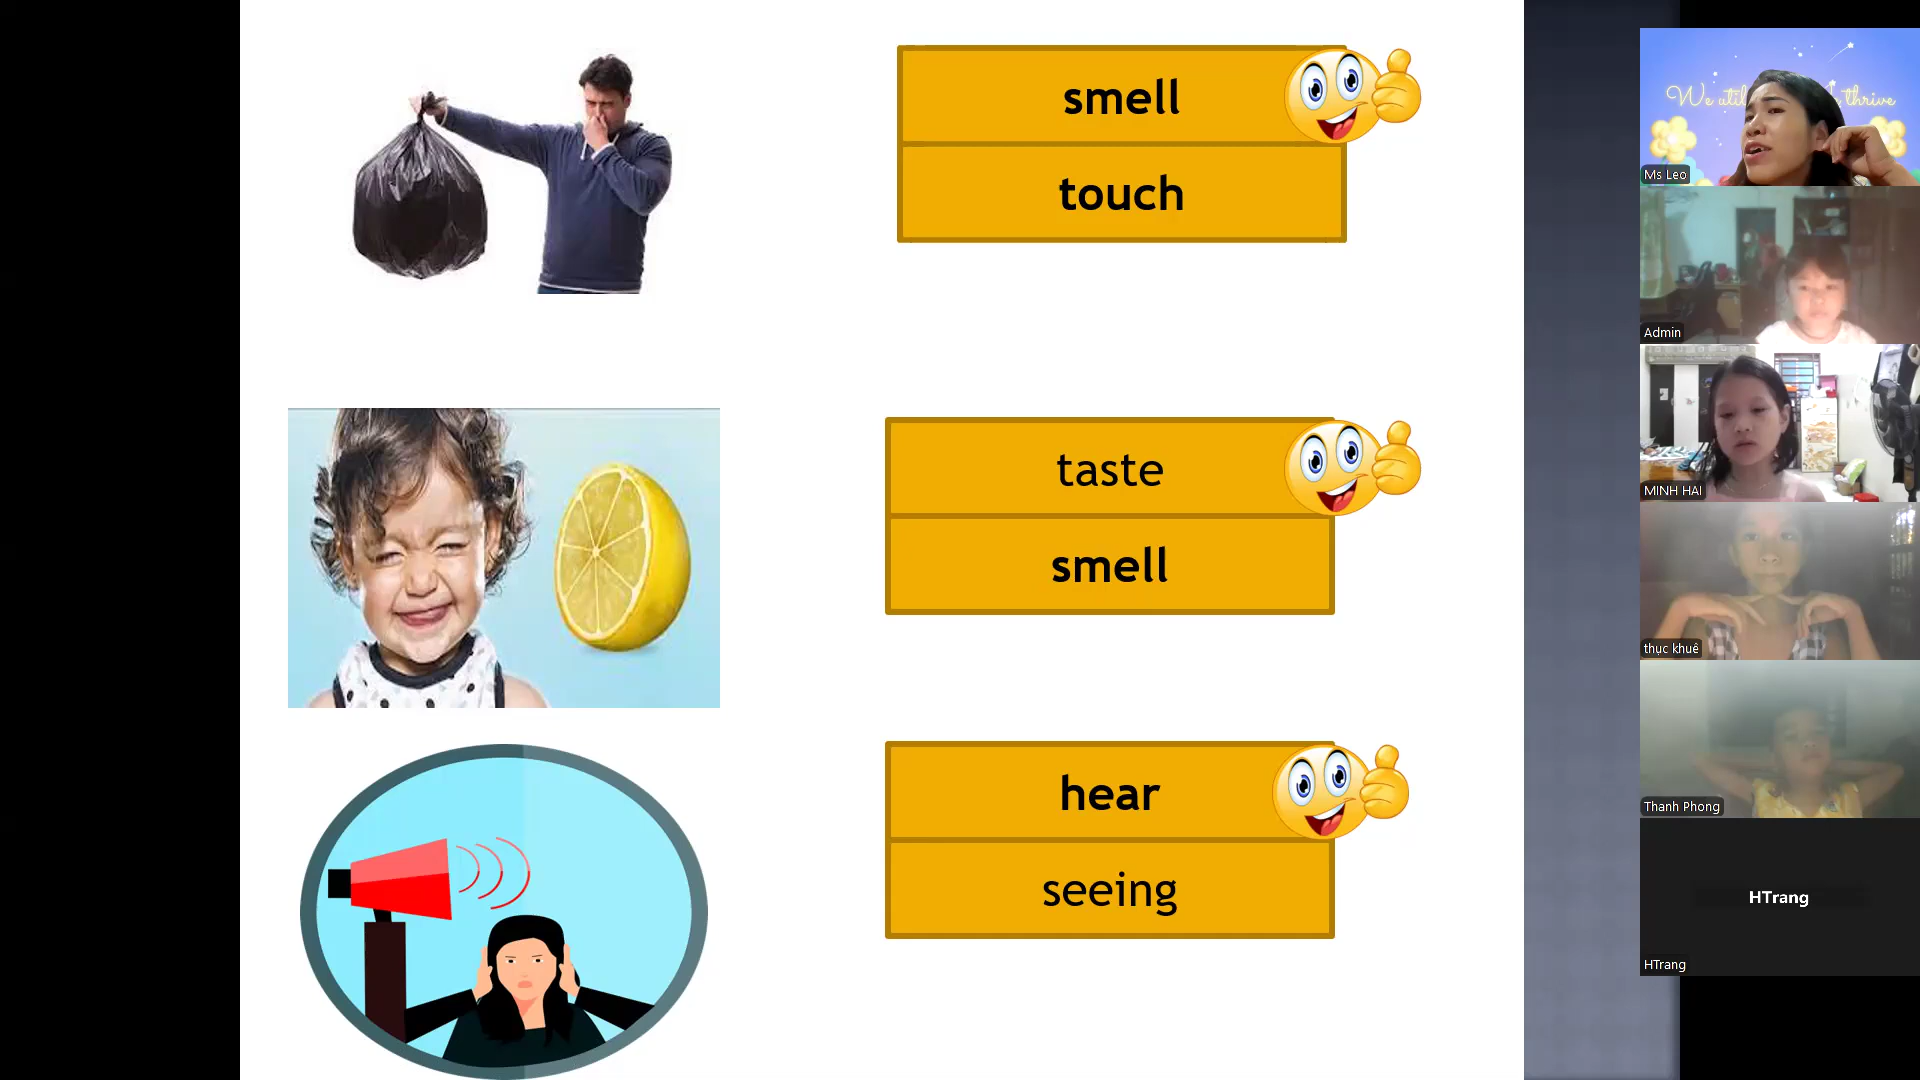 smell
touch
taste
smell
hear
seeing
We util thrive
Ms Leo
Admin
MINH HAI
thục khuê
Thanh Phong
HTrang
HTrang